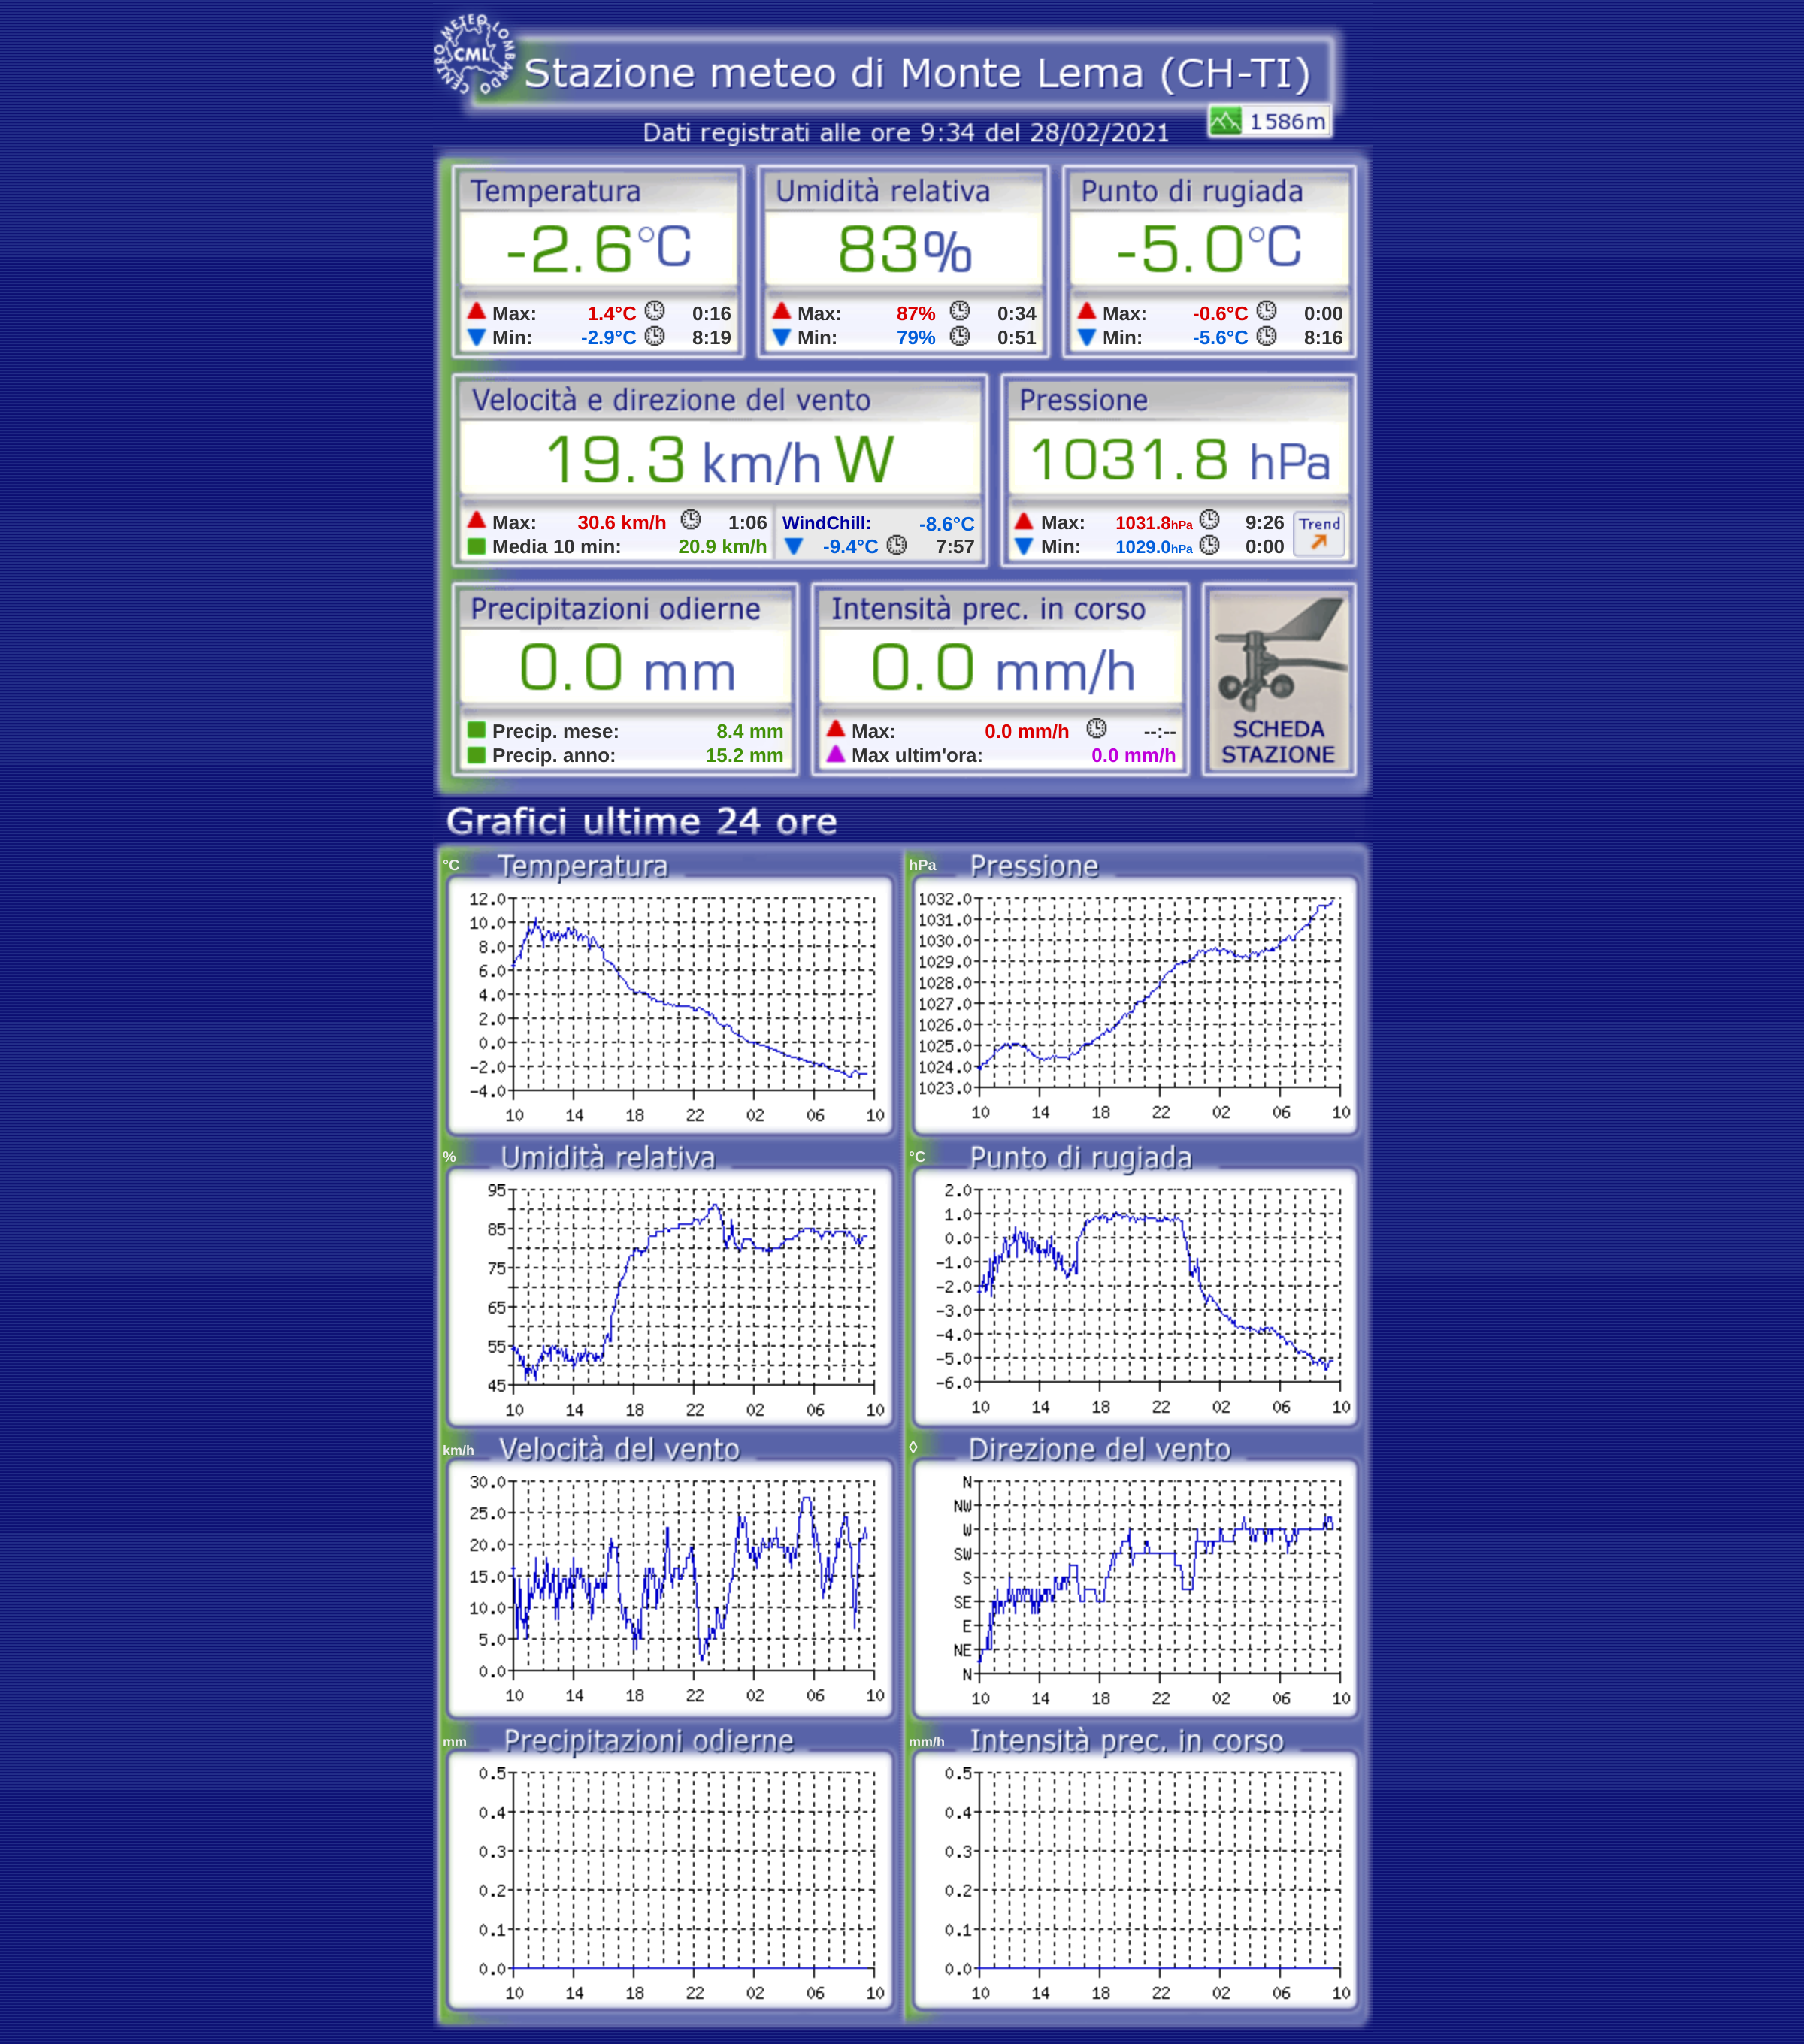 CENTRO METEO LOMBARDO
CML
Stazione meteo di Monte Lema (CH-TI)
1586m
Dati registrati alle ore 9:34 del 28/02/2021
Temperatura Umidità relativa Punto di rugiada
-2.6°C 83% -5.0°C
Max: 1.4°C 0:16 Max: 87% 0:34 Max: -0.6°C 0:00
Min: -2.9°C 8:19 Min: 79% 0:51 Min: -5.6°C 8:16
Velocità e direzione del vento Pressione
19.3 km/h W 1031.8 hPa
Max: 30.6 km/h 1:06 WindChill: -8.6°C Max: 1031.8hPa 9:26 Trend
Media 10 min: 20.9 km/h -9.4°C 7:57 Min: 1029.0hPa 0:00
Precipitazioni odierne Intensità prec. in corso
0.0 mm 0.0 mm/h
Precip. mese: 8.4 mm Max: 0.0 mm/h --:-- SCHEDA
Precip. anno: 15.2 mm Max ultim'ora: 0.0 mm/h STAZIONE
Grafici ultime 24 ore
°C Temperatura
12.0
10.0
8.0
6.0
4.0
2.0
0.0
-2.0
-4.0
10 14 18 22 02 06 10
hPa Pressione
1032.0
1031.0
1030.0
1029.0
1028.0
1027.0
1026.0
1025.0
1024.0
1023.0
10 14 18 22 02 06 10
% Umidità relativa
95
85
75
65
55
45
10 14 18 22 02 06 10
°C Punto di rugiada
2.0
1.0
0.0
-1.0
-2.0
-3.0
-4.0
-5.0
-6.0
10 14 18 22 02 06 10
km/h Velocità del vento
30.0
25.0
20.0
15.0
10.0
5.0
0.0
10 14 18 22 02 06 10
◊ Direzione del vento
N
NW
W
SW
S
SE
E
NE
N
10 14 18 22 02 06 10
mm Precipitazioni odierne
0.5
0.4
0.3
0.2
0.1
0.0
10 14 18 22 02 06 10
mm/h Intensità prec. in corso
0.5
0.4
0.3
0.2
0.1
0.0
10 14 18 22 02 06 10